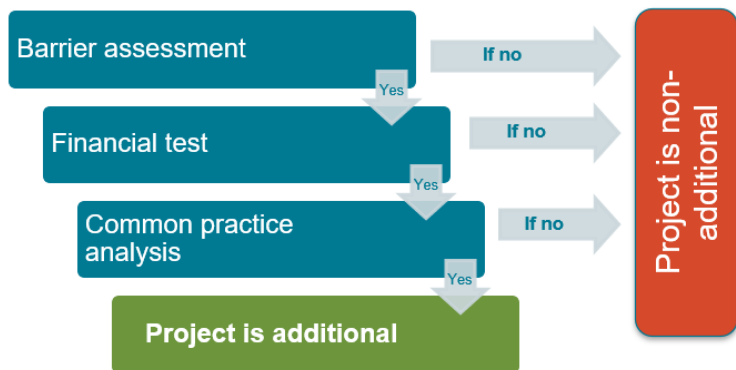 Barrier assessment
If no
Yes
Financial test
If no
Yes
Common practice
analysis
If no
Yes
Project is additional
Project is non-
additional